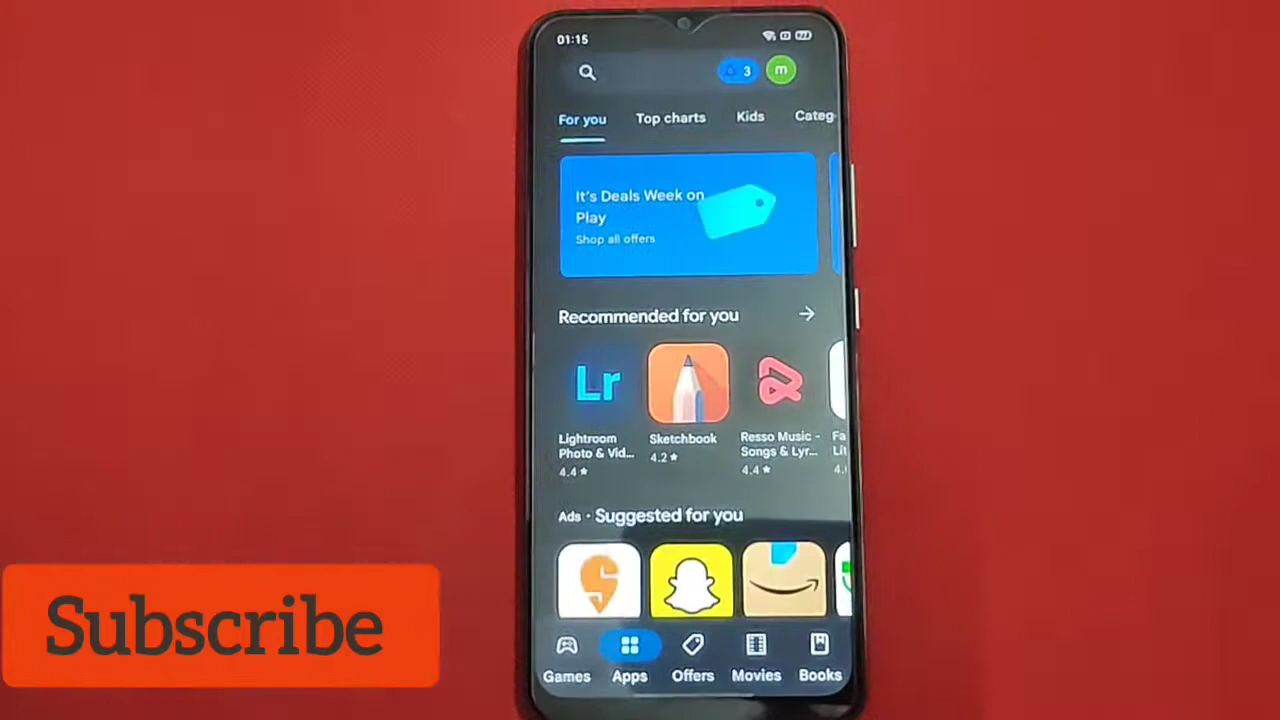 01:15
3
m
For you
Top charts
Kids
Categ
It's Deals Week on
Play
Shop all offers
Recommended for you
Lr
Lightroom
Photo & Vid...
4.4
Sketchbook
4.2
Resso Music -
Songs & Lyr...
4.4
Fa
Lit
4.
Ads • Suggested for you
Games
Apps
Offers
Movies
Books
Subscribe